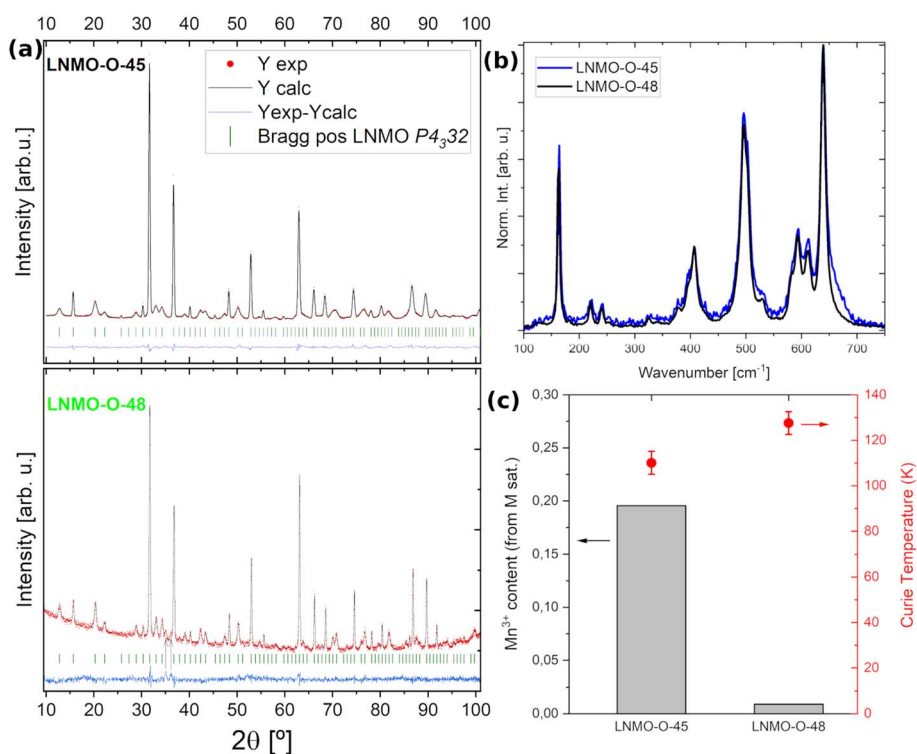 10 20 30 40 50 60 70 80 90 100
(a)
LNMO-O-45
Y exp
Y calc
Yexp-Ycalc
Bragg pos LNMO P4₃32
Intensity [arb. u.]
LNMO-O-48
Intensity [arb. u.]
10 20 30 40 50 60 70 80 90 100
2θ [º]
(b)
LNMO-O-45
LNMO-O-48
Norm. Int. [arb. u.]
100 200 300 400 500 600 700
Wavenumber [cm⁻¹]
(c)
0,30
0,25
0,20
0,15
0,10
0,05
0,00
Mn³⁺ content (from M sat.)
140
120
100
80
60
40
20
0
Curie Temperature (K)
LNMO-O-45 LNMO-O-48